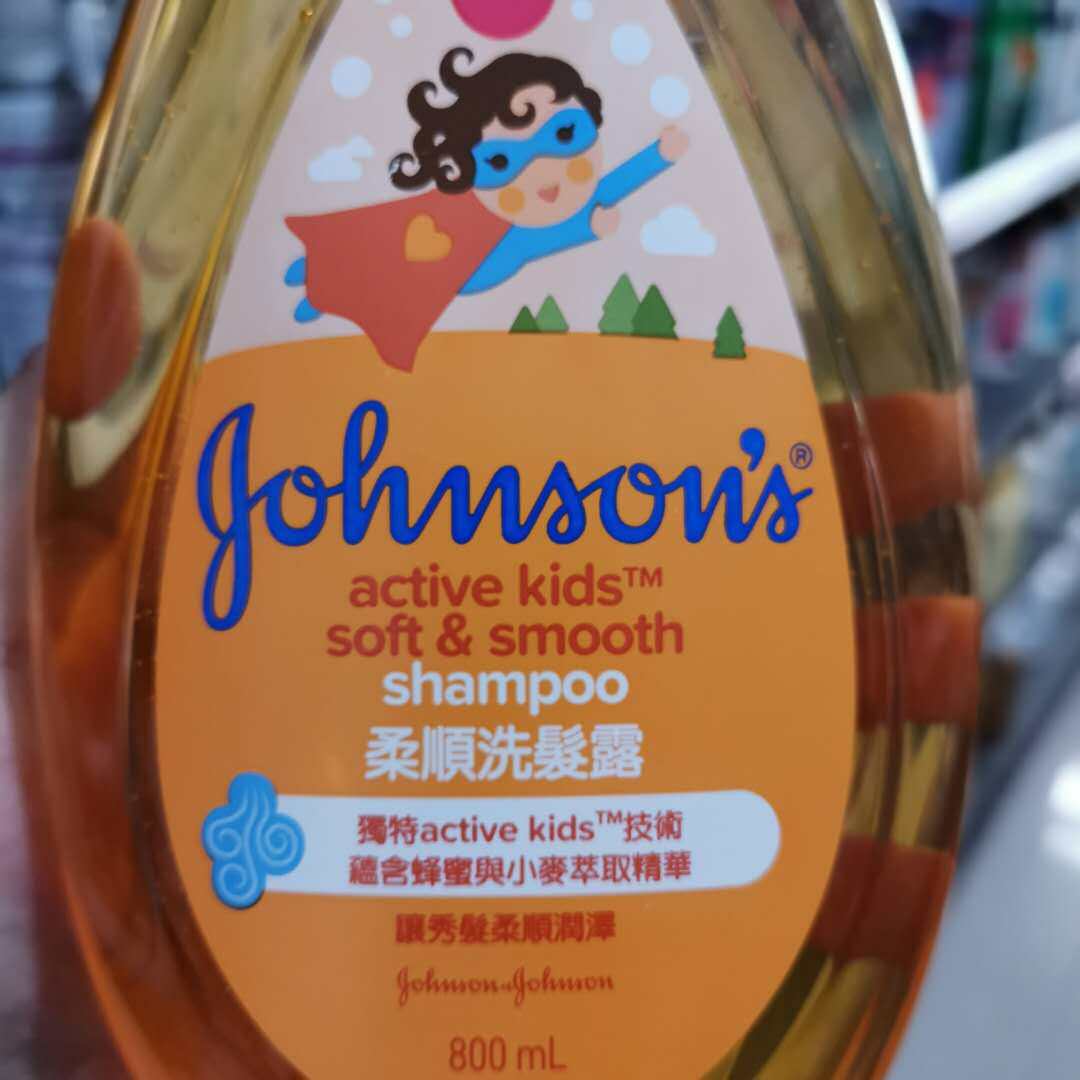 Johnson's®
active kids™
soft & smooth
shampoo
柔順洗髮露
獨特active kids™技術
蘊含蜂蜜與小麥萃取精華
讓秀髮柔順潤澤
Johnson & Johnson
800 mL